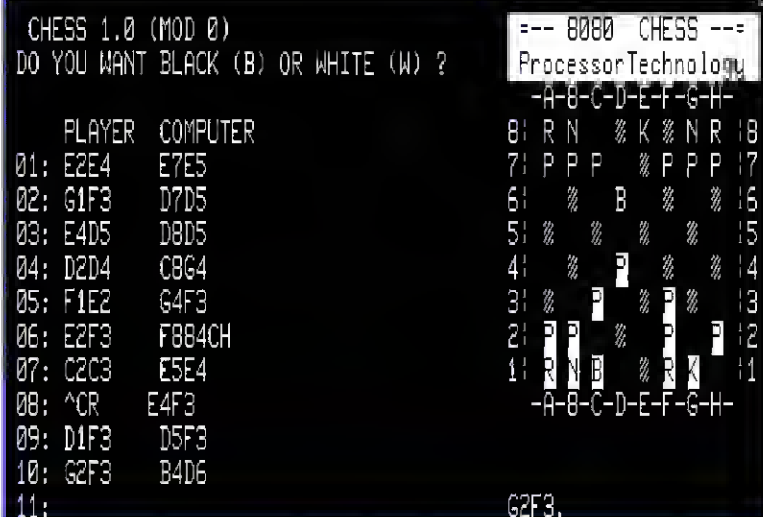 CHESS 1.0 (MOD 0)
DO YOU WANT BLACK (B) OR WHITE (W) ?
=-- 8080 CHESS --=
ProcessorTechnology
PLAYER COMPUTER
01: E2E4 E7E5
02: G1F3 D7D5
03: E4D5 D8D5
04: D2D4 C8G4
05: F1E2 G4F3
06: E2F3 F8B4CH
07: C2C3 E5E4
08: ^CR E4F3
09: D1F3 D5F3
10: G2F3 B4D6
11: G2F3.
-A-B-C-D-E-F-G-H-
8¦ R N % K % N R ¦8
7¦ P P P % P P P ¦7
6¦ % B % % ¦6
5¦ % % % % ¦5
4¦ % P % % ¦4
3¦ % P % P % ¦3
2¦ P P % P P ¦2
1¦ R N B % R K ¦1
-A-B-C-D-E-F-G-H-